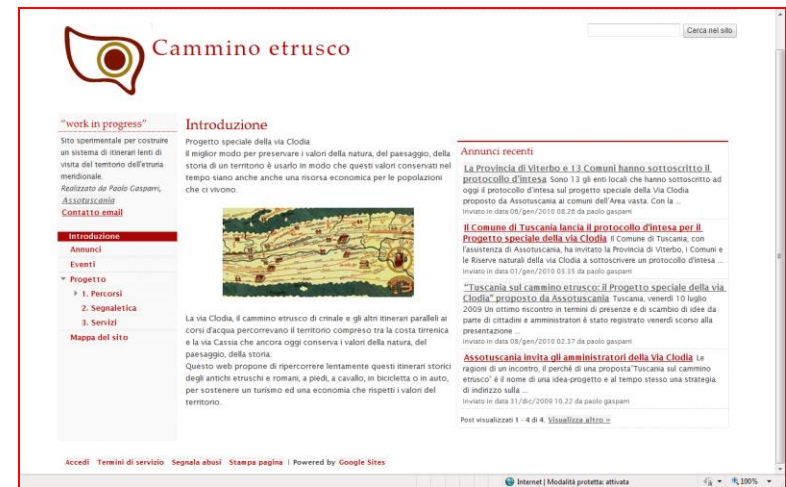 Cammino etrusco
Cerca nel sito
"work in progress"
Sito sperimentale per costruire
un sistema di itinerari lenti di
visita del territorio dell'etruria
meridionale.
Realizzato da Paolo Gasparri,
Assotuscania
Contatto email
Introduzione
Annunci
Eventi
Progetto
1. Percorsi
2. Segnaletica
3. Servizi
Mappa del sito
Introduzione
Progetto speciale della via Clodia
Il miglior modo per preservare i valori della natura, del paesaggio, della
storia di un territorio è usarlo in modo che questi valori conservati nel
tempo siano anche anche una risorsa economica per le popolazioni
che ci vivono.
La via Clodia, il cammino etrusco di crinale e gli altri itinerari paralleli ai
corsi d'acqua percorrevano il territorio compreso tra la costa tirrenica
e la via Cassia che ancora oggi conserva i valori della natura, del
paesaggio, della storia.
Questo web propone di ripercorrere lentamente questi itinerari storici
degli antichi etruschi e romani, a piedi, a cavallo, in bicicletta o in auto,
per sostenere un turismo ed una economia che rispetti i valori del
territorio.
Annunci recenti
La Provincia di Viterbo e 13 Comuni hanno sottoscritto il
protocollo d'intesa Sono 13 gli enti locali che hanno sottoscritto ad
oggi il protocollo d'intesa sul progetto speciale della Via Clodia
proposto da Assotuscania ai comuni dell'Area vasta. Con la ...
Inviato in data 06/gen/2010 08.28 da paolo gasparri
Il Comune di Tuscania lancia il protocollo d'intesa per il
Progetto speciale della via Clodia Il Comune di Tuscania, con
l'assistenza di Assotuscania, ha invitato la Provincia di Viterbo, i Comuni e
le Riserve naturali della via Clodia a sottoscrivere un protocollo d'intesa ...
Inviato in data 01/gen/2010 03.35 da paolo gasparri
"Tuscania sul cammino etrusco: il Progetto speciale della via
Clodia" proposto da Assotuscania Tuscania, venerdì 10 luglio
2009 Un ottimo riscontro in termini di presenze e di scambio di idee da
parte di cittadini e amministratori è stato registrato venerdì scorso alla
presentazione ...
Inviato in data 08/gen/2010 02.37 da paolo gasparri
Assotuscania invita gli amministratori della Via Clodia Le
ragioni di un incontro, il perché di una proposta"Tuscania sul cammino
etrusco" è il nome di una idea-progetto e al tempo stesso una strategia
di indirizzo sulla ...
Inviato in data 31/dic/2009 10.22 da paolo gasparri
Post visualizzati 1 - 4 di 4. Visualizza altro »
Accedi Termini di servizio Segnala abusi Stampa pagina | Powered by Google Sites
Internet | Modalità protetta: attivata
100%